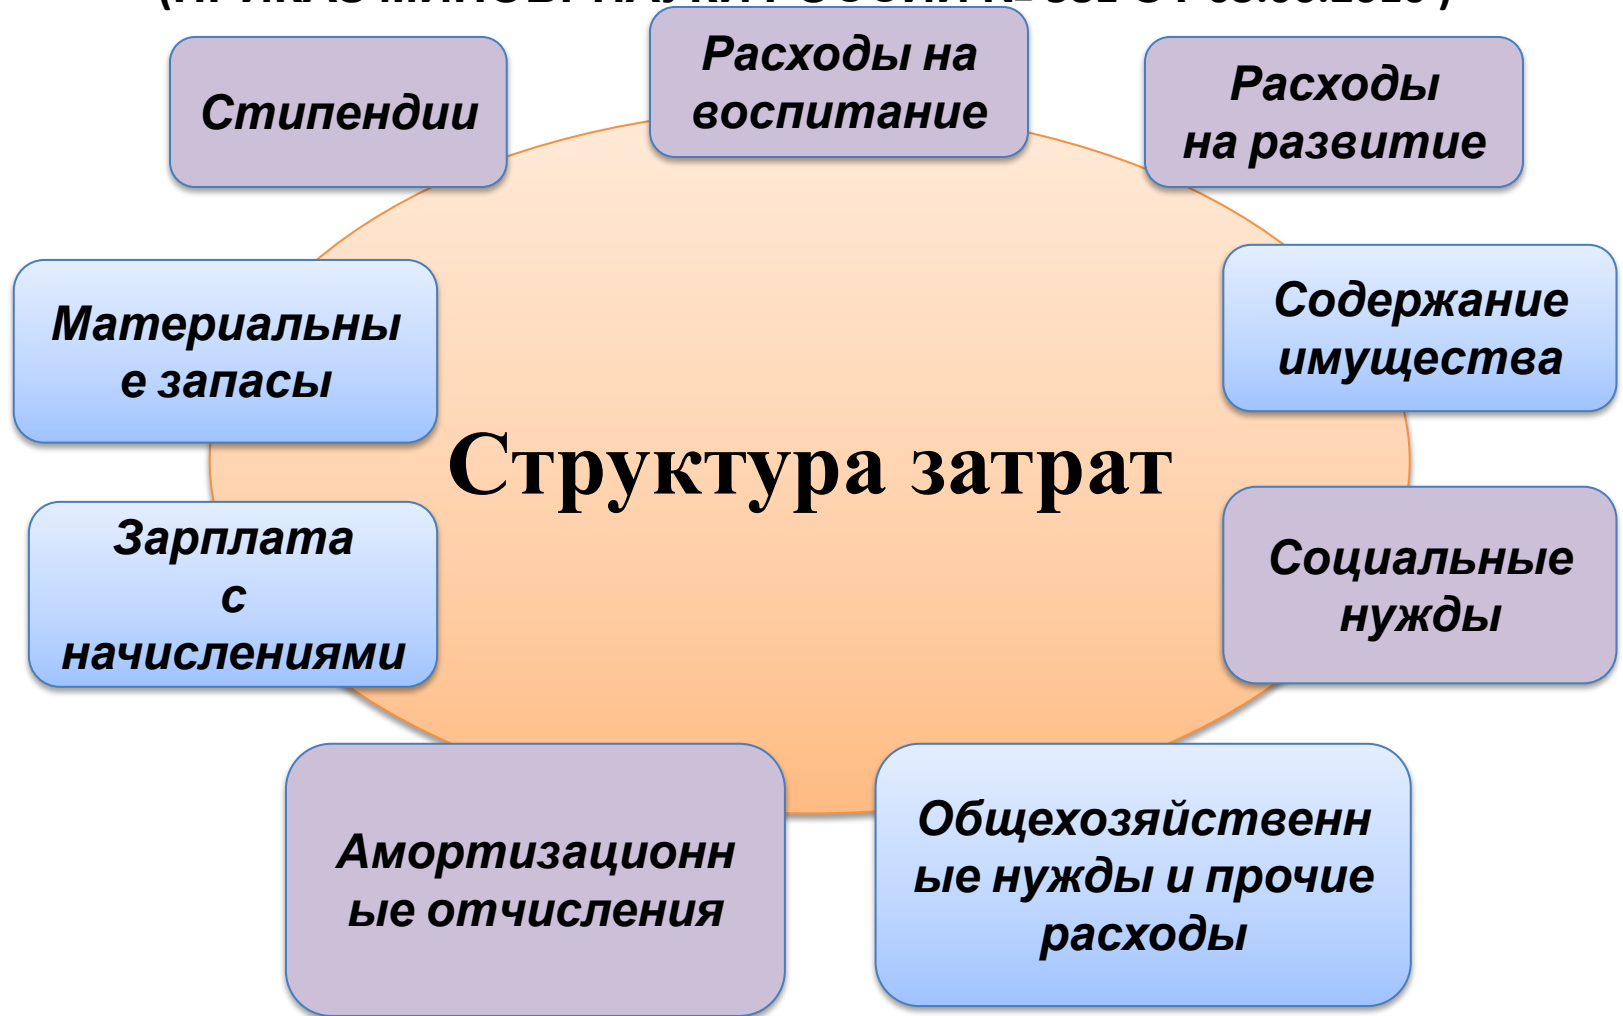 Расходы на
воспитание
Стипендии
Расходы
на развитие
Материальны
е запасы
Содержание
имущества
Структура затрат
Зарплата
с
начислениями
Социальные
нужды
Амортизационн
ые отчисления
Общехозяйственн
ые нужды и прочие
расходы